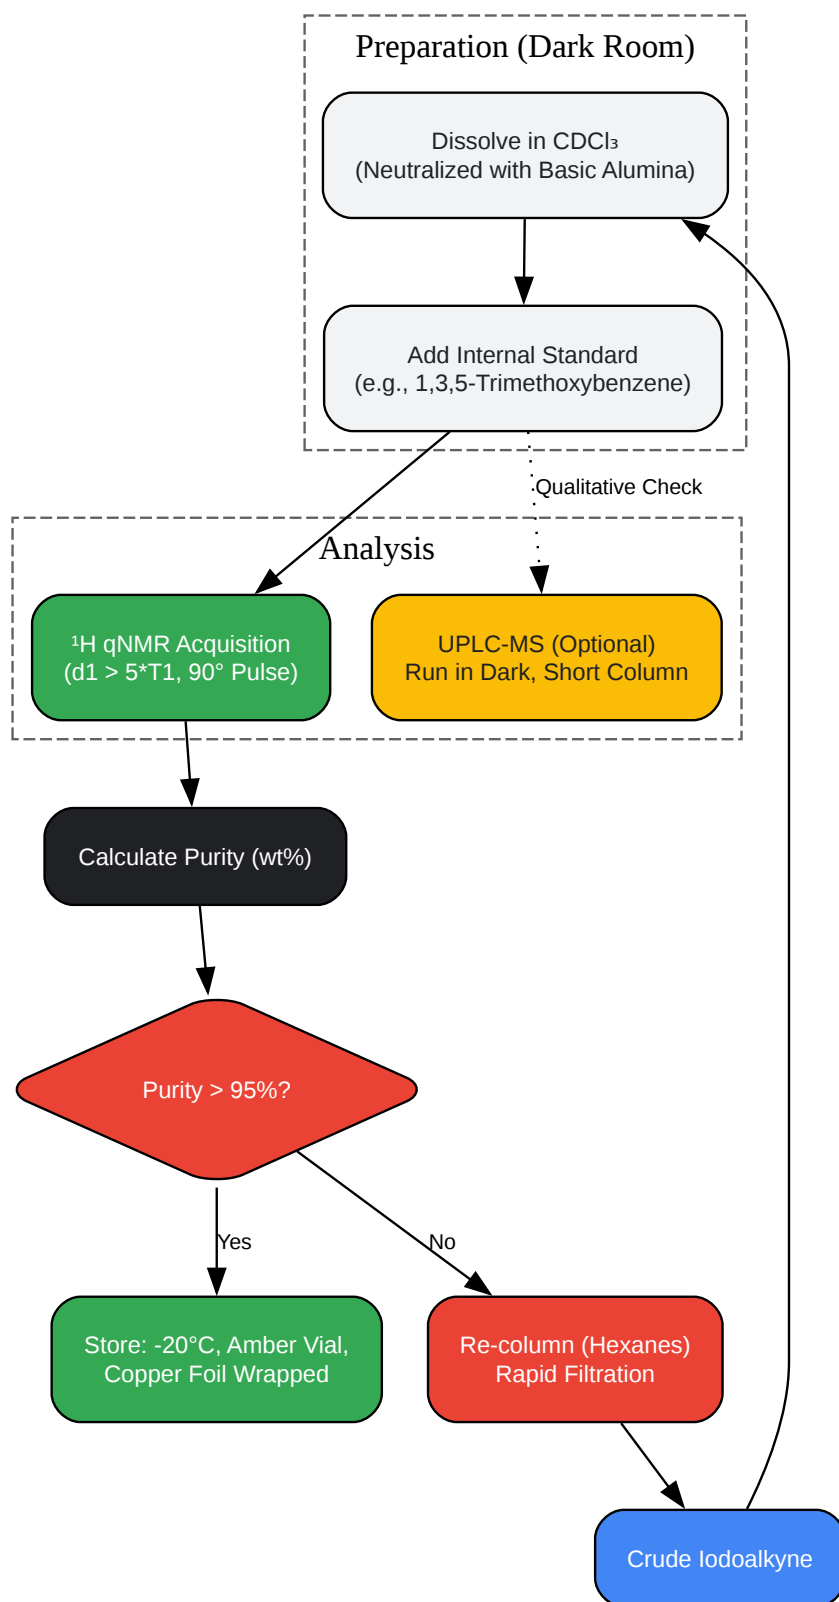 Preparation (Dark Room)
Dissolve in CDCl₃
(Neutralized with Basic Alumina)
Add Internal Standard
(e.g., 1,3,5-Trimethoxybenzene)
Qualitative Check
Analysis
¹H qNMR Acquisition
(d1 > 5*T1, 90° Pulse)
UPLC-MS (Optional)
Run in Dark, Short Column
Calculate Purity (wt%)
Purity > 95%?
Yes
No
Store: -20°C, Amber Vial,
Copper Foil Wrapped
Re-column (Hexanes)
Rapid Filtration
Crude Iodoalkyne